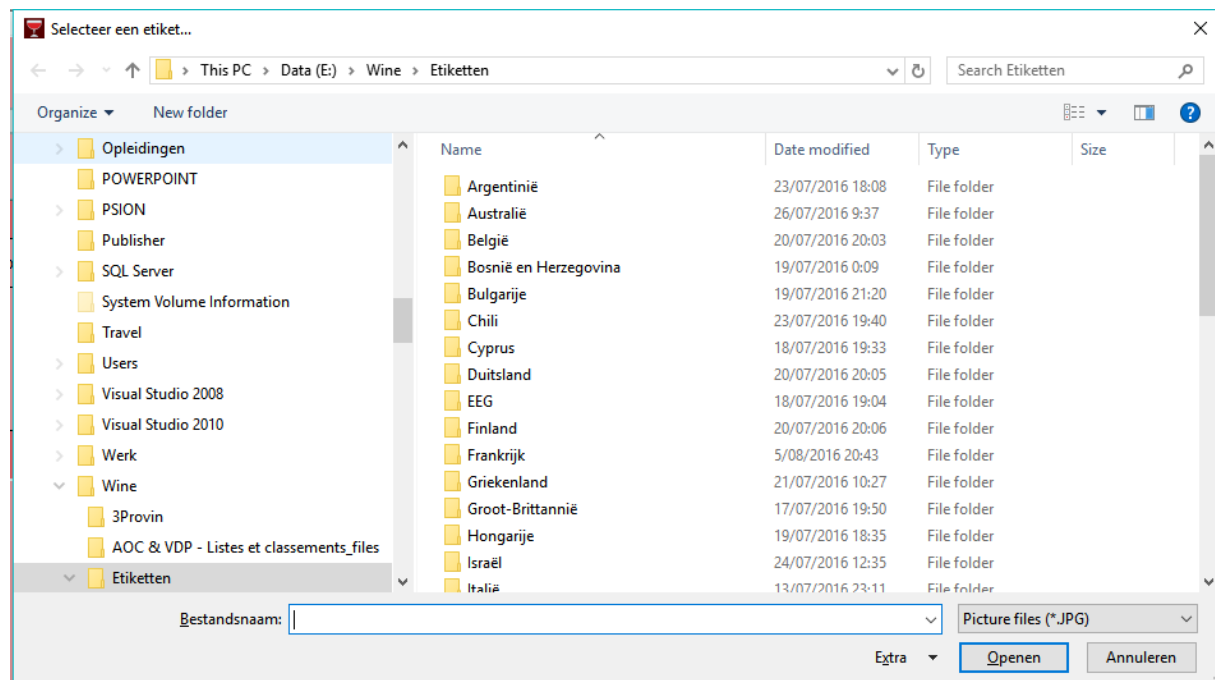 Selecteer een etiket...
This PC > Data (E:) > Wine > Etiketten
Search Etiketten
Organize New folder
Opleidingen
POWERPOINT
PSION
Publisher
SQL Server
System Volume Information
Travel
Users
Visual Studio 2008
Visual Studio 2010
Werk
Wine
3Provin
AOC & VDP - Listes et classements_files
Etiketten
Name Date modified Type Size
Argentinië 23/07/2016 18:08 File folder
Australië 26/07/2016 9:37 File folder
België 20/07/2016 20:03 File folder
Bosnië en Herzegovina 19/07/2016 0:09 File folder
Bulgarije 19/07/2016 21:20 File folder
Chili 23/07/2016 19:40 File folder
Cyprus 18/07/2016 19:33 File folder
Duitsland 20/07/2016 20:05 File folder
EEG 18/07/2016 19:04 File folder
Finland 20/07/2016 20:06 File folder
Frankrijk 5/08/2016 20:43 File folder
Griekenland 21/07/2016 10:27 File folder
Groot-Brittannië 17/07/2016 19:50 File folder
Hongarije 19/07/2016 18:35 File folder
Israël 24/07/2016 12:35 File folder
Italië 13/07/2016 23:11 File folder
Bestandsnaam: Picture files (*.JPG)
Extra Openen Annuleren